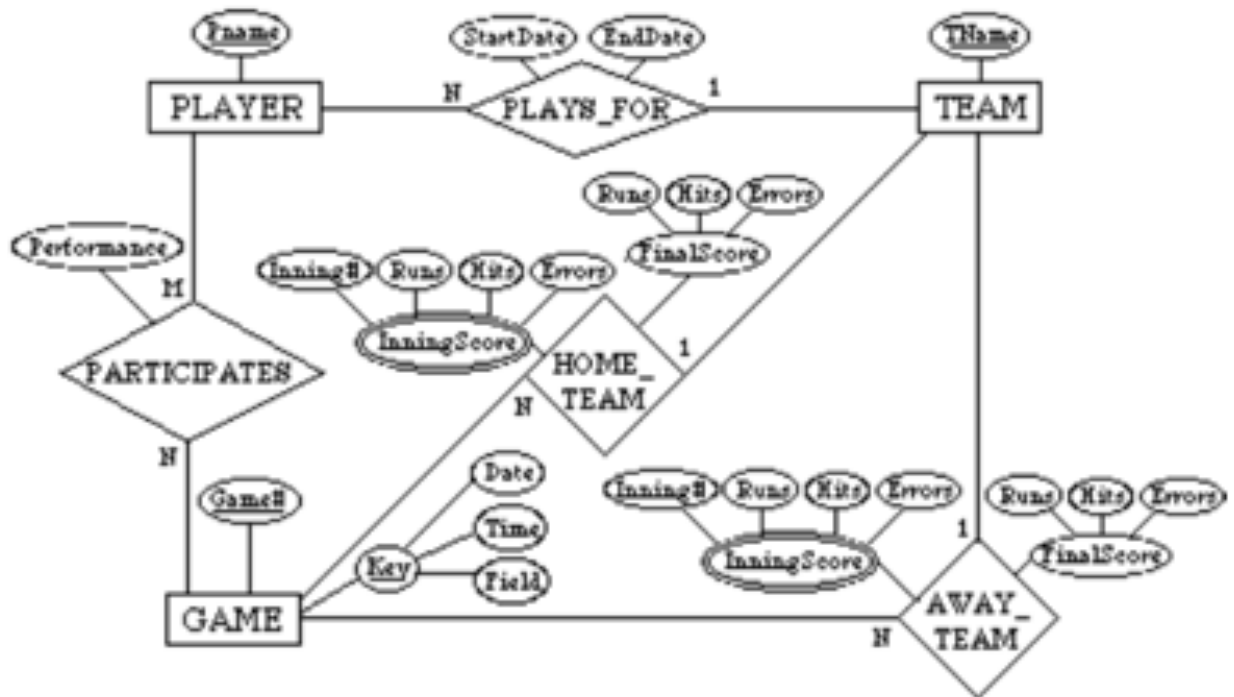 Pname
StartDate
EndDate
TName
PLAYER
N
PLAYS_FOR
1
TEAM
Runs
Hits
Errors
Performance
FinalScore
Inning#
Runs
Hits
Errors
M
InningScore
1
HOME_
TEAM
PARTICIPATES
N
N
Date
Game#
Time
Key
Field
Inning#
Runs
Hits
Errors
Runs
Hits
Errors
1
InningScore
FinalScore
GAME
N
AWAY_
TEAM